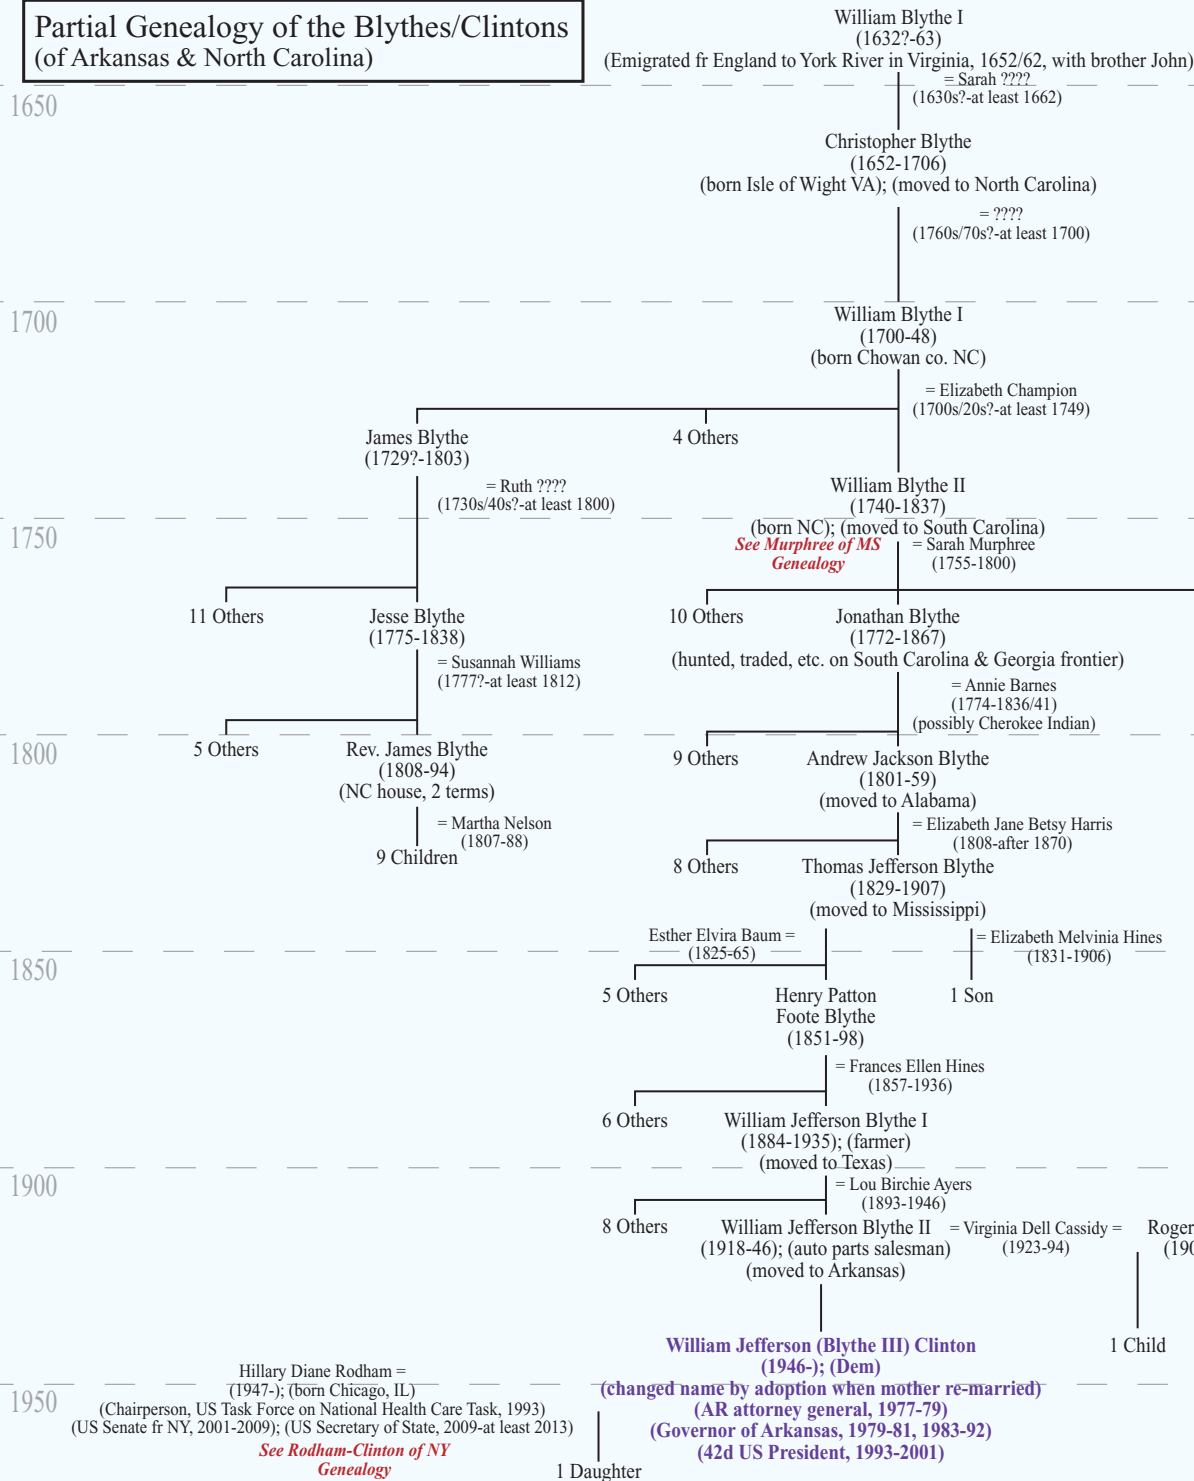 Partial Genealogy of the Blythes/Clintons
(of Arkansas & North Carolina)
William Blythe I
(1632?-63)
(Emigrated fr England to York River in Virginia, 1652/62, with brother John)
= Sarah ????
(1630s?-at least 1662)
1650
Christopher Blythe
(1652-1706)
(born Isle of Wight VA); (moved to North Carolina)
= ????
(1760s/70s?-at least 1700)
1700
William Blythe I
(1700-48)
(born Chowan co. NC)
= Elizabeth Champion
(1700s/20s?-at least 1749)
James Blythe
(1729?-1803)
4 Others
= Ruth ????
(1730s/40s?-at least 1800)
William Blythe II
(1740-1837)
(born NC); (moved to South Carolina)
1750
See Murphree of MS
Genealogy
= Sarah Murphree
(1755-1800)
11 Others
Jesse Blythe
(1775-1838)
10 Others
Jonathan Blythe
(1772-1867)
(hunted, traded, etc. on South Carolina & Georgia frontier)
= Susannah Williams
(1777?-at least 1812)
= Annie Barnes
(1774-1836/41)
(possibly Cherokee Indian)
1800
5 Others
Rev. James Blythe
(1808-94)
(NC house, 2 terms)
9 Others
Andrew Jackson Blythe
(1801-59)
(moved to Alabama)
= Martha Nelson
(1807-88)
9 Children
= Elizabeth Jane Betsy Harris
(1808-after 1870)
8 Others
Thomas Jefferson Blythe
(1829-1907)
(moved to Mississippi)
Esther Elvira Baum =
(1825-65)
= Elizabeth Melvinia Hines
(1831-1906)
1850
5 Others
Henry Patton
Foote Blythe
(1851-98)
1 Son
= Frances Ellen Hines
(1857-1936)
6 Others
William Jefferson Blythe I
(1884-1935); (farmer)
(moved to Texas)
1900
= Lou Birchie Ayers
(1893-1946)
8 Others
William Jefferson Blythe II
(1918-46); (auto parts salesman)
(moved to Arkansas)
= Virginia Dell Cassidy =
(1923-94)
Roger
(190
1 Child
William Jefferson (Blythe III) Clinton
(1946-); (Dem)
(changed name by adoption when mother re-married)
(AR attorney general, 1977-79)
(Governor of Arkansas, 1979-81, 1983-92)
(42d US President, 1993-2001)
1950
Hillary Diane Rodham =
(1947-); (born Chicago, IL)
(Chairperson, US Task Force on National Health Care Task, 1993)
(US Senate fr NY, 2001-2009); (US Secretary of State, 2009-at least 2013)
See Rodham-Clinton of NY
Genealogy
1 Daughter